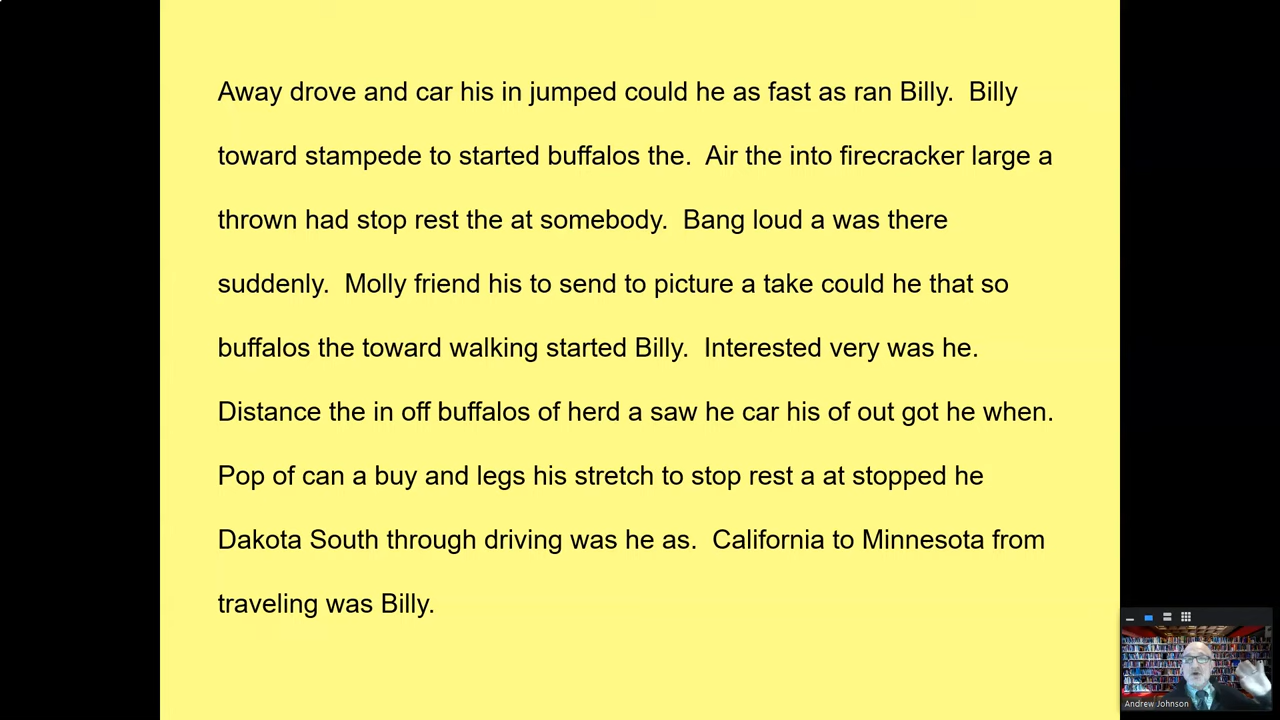 Away drove and car his in jumped could he as fast as ran Billy.  Billy
toward stampede to started buffalos the.  Air the into firecracker large a
thrown had stop rest the at somebody.  Bang loud a was there
suddenly.  Molly friend his to send to picture a take could he that so
buffalos the toward walking started Billy.  Interested very was he.
Distance the in off buffalos of herd a saw he car his of out got he when.
Pop of can a buy and legs his stretch to stop rest a at stopped he
Dakota South through driving was he as.  California to Minnesota from
traveling was Billy.
Andrew Johnson